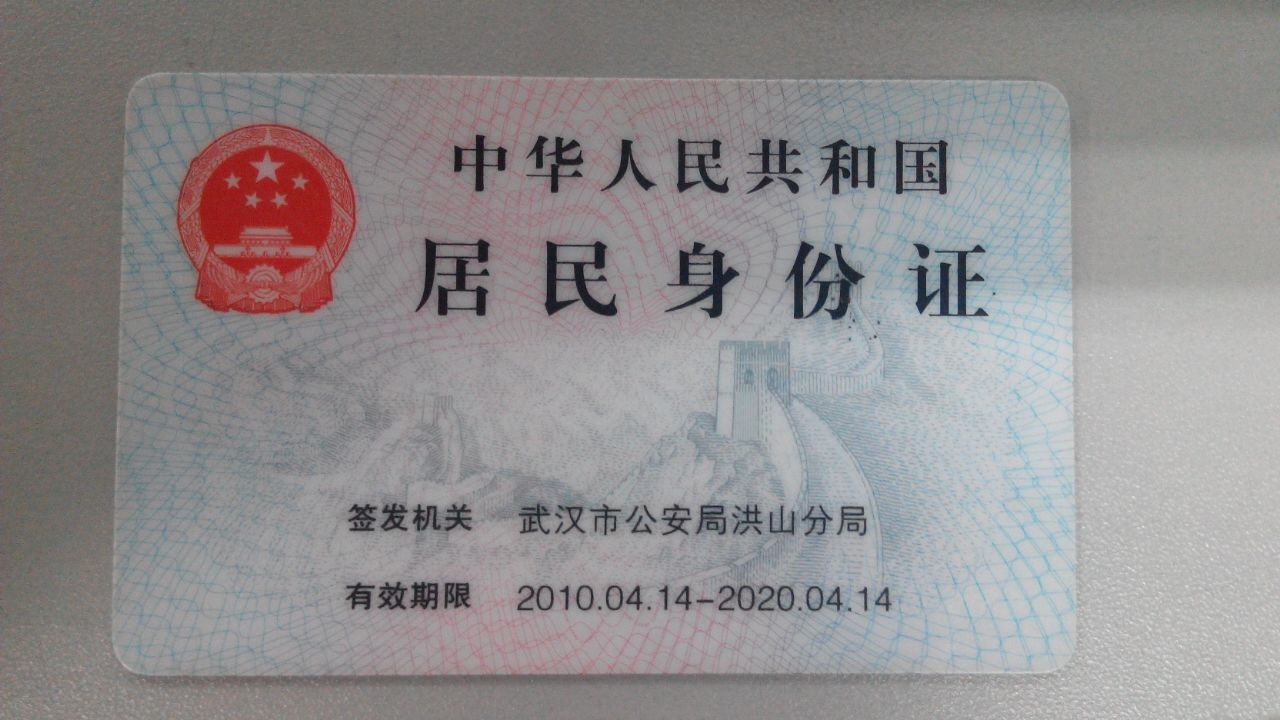 中华人民共和国
居民身份证
签发机关 武汉市公安局洪山分局
有效期限 2010.04.14-2020.04.14